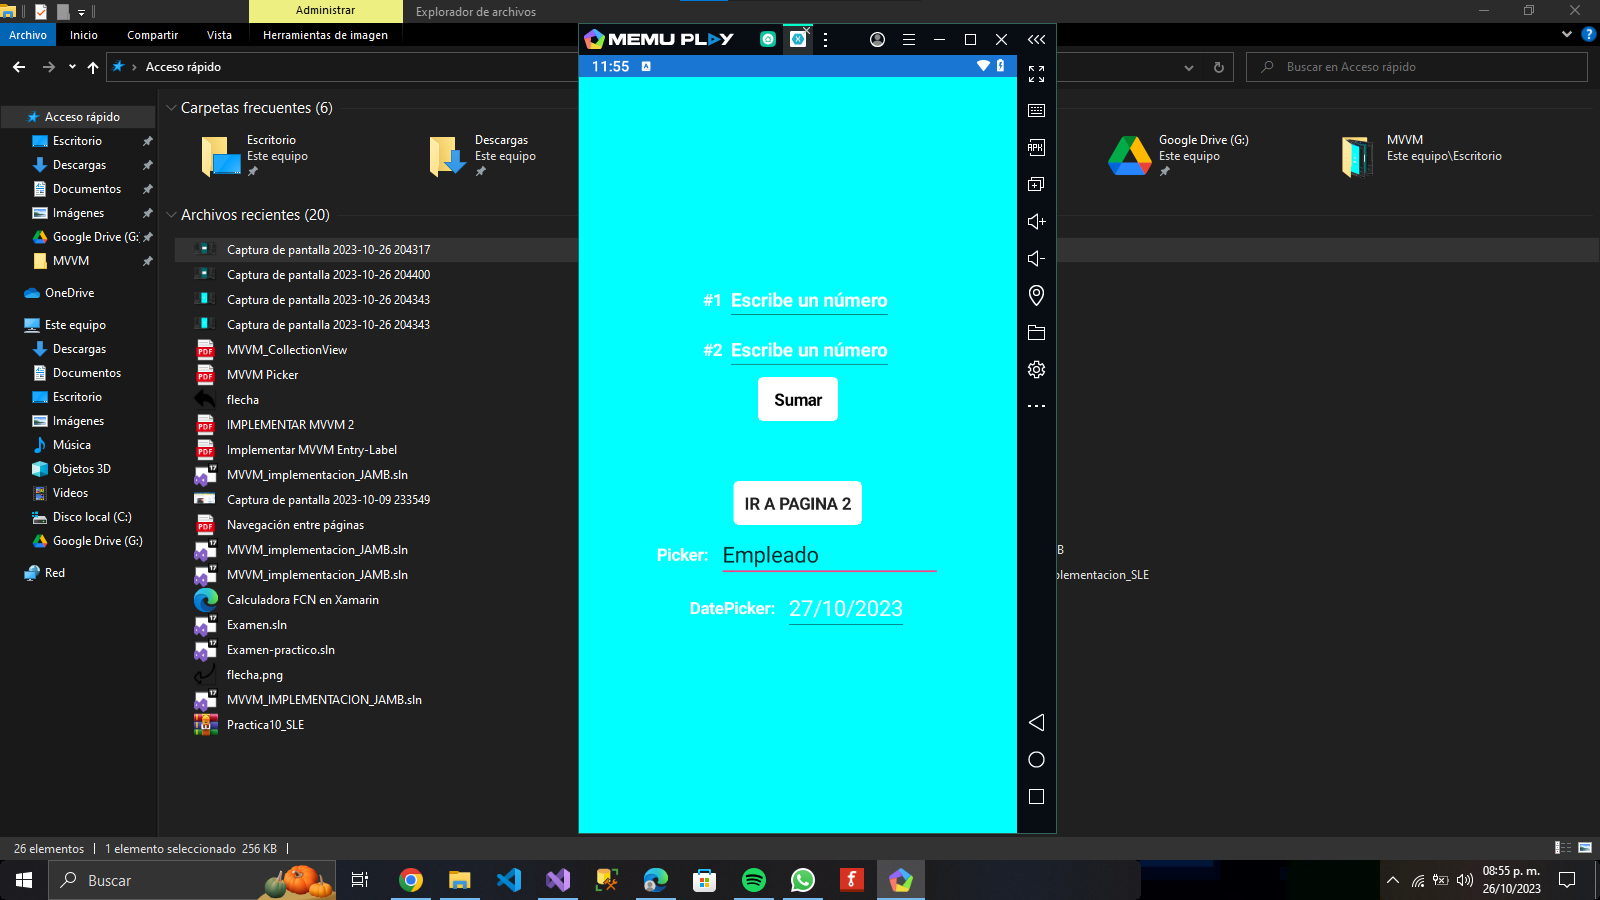 Administrar
Explorador de archivos
Archivo
Inicio
Compartir
Vista
Herramientas de imagen
Acceso rápido
Buscar en Acceso rápido
Acceso rápido
Escritorio
Descargas
Documentos
Imágenes
Google Drive (G:
MVVM
OneDrive
Este equipo
Descargas
Documentos
Escritorio
Imágenes
Música
Objetos 3D
Videos
Disco local (C:)
Google Drive (G:)
Red
Carpetas frecuentes (6)
Escritorio
Este equipo
Descargas
Este equipo
Google Drive (G:)
Este equipo
MVVM
Este equipo\Escritorio
Archivos recientes (20)
Captura de pantalla 2023-10-26 204317
Captura de pantalla 2023-10-26 204400
Captura de pantalla 2023-10-26 204343
Captura de pantalla 2023-10-26 204343
MVVM_CollectionView
MVVM Picker
flecha
IMPLEMENTAR MVVM 2
Implementar MVVM Entry-Label
MVVM_implementacion_JAMB.sln
Captura de pantalla 2023-10-09 233549
Navegación entre páginas
MVVM_implementacion_JAMB.sln
MVVM_implementacion_JAMB.sln
Calculadora FCN en Xamarin
Examen.sln
Examen-practico.sln
flecha.png
MVVM_IMPLEMENTACION_JAMB.sln
Practica10_SLE
B
plementacion_SLE
MEMU PLAY
11:55
#1 Escribe un número
#2 Escribe un número
Sumar
IR A PAGINA 2
Picker: Empleado
DatePicker: 27/10/2023
APK
26 elementos
1 elemento seleccionado 256 KB
Buscar
08:55 p. m.
26/10/2023